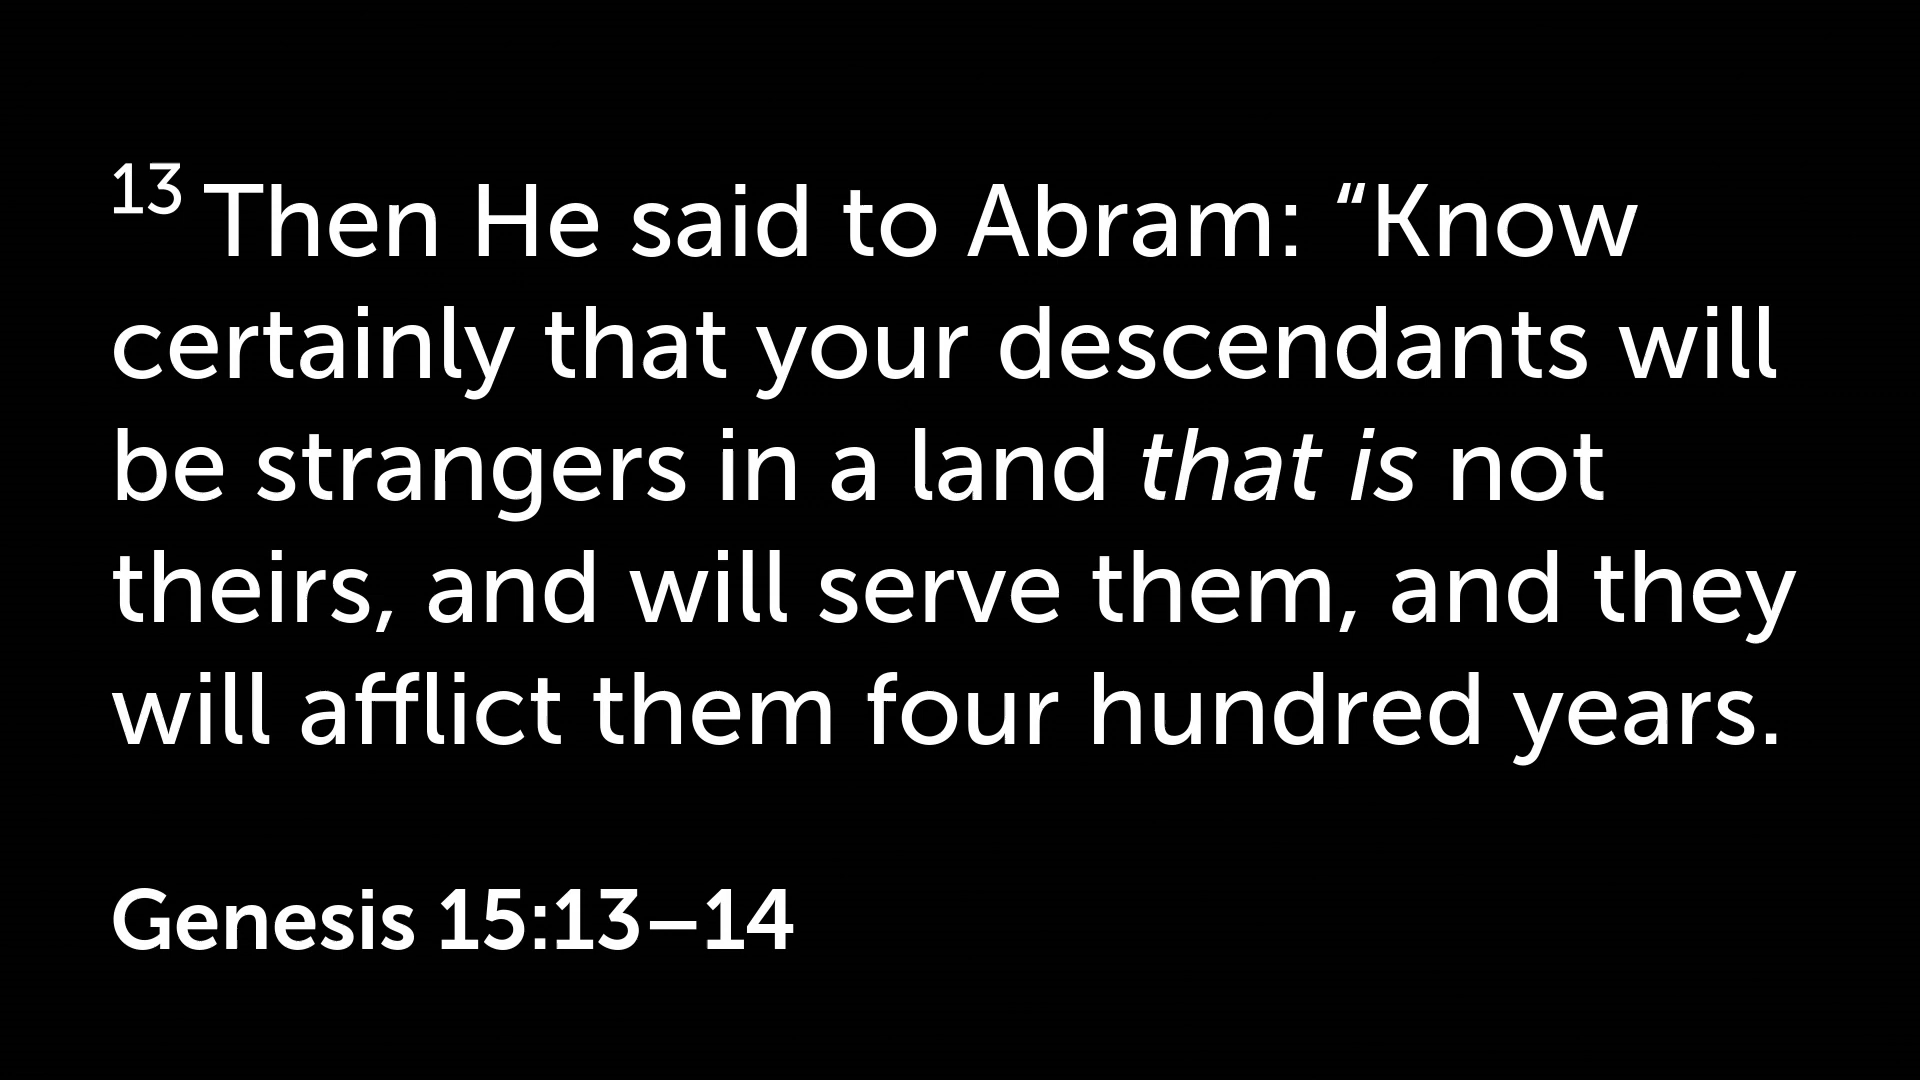 13 Then He said to Abram: “Know
certainly that your descendants will
be strangers in a land that is not
theirs, and will serve them, and they
will afflict them four hundred years.
Genesis 15:13–14